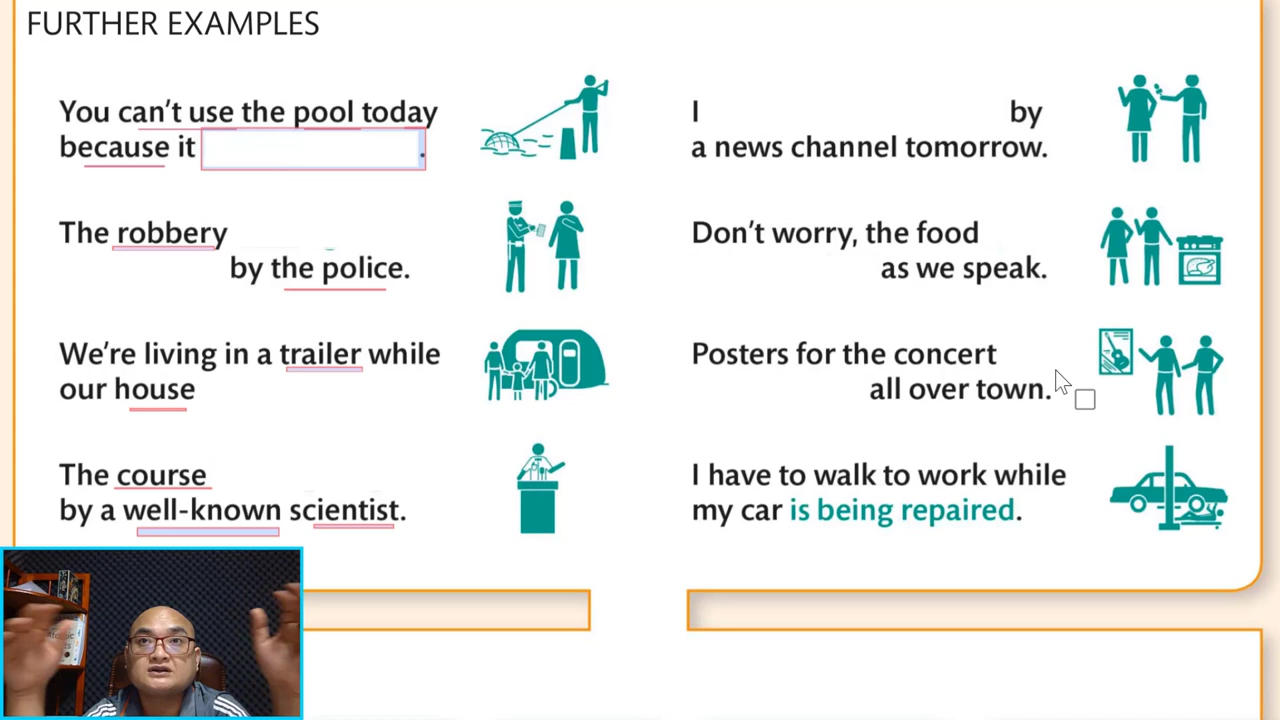 FURTHER EXAMPLES
You can't use the pool today
because it .
The robbery
by the police.
We're living in a trailer while
our house
The course
by a well-known scientist.
I by
a news channel tomorrow.
Don't worry, the food
as we speak.
Posters for the concert
all over town.
I have to walk to work while
my car is being repaired.